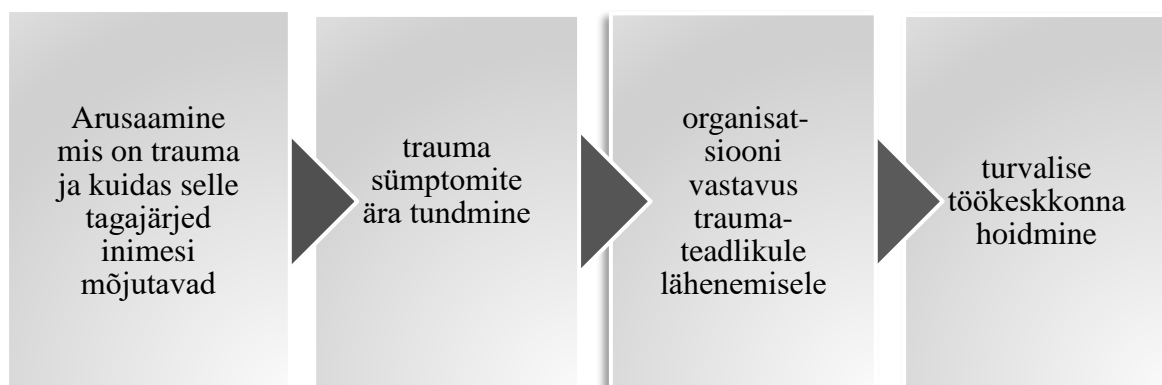 Arusaamine
mis on trauma
ja kuidas selle
tagajärjed
inimesi
mõjutavad
trauma
sümptomite
ära tundmine
organisat-
siooni
vastavus
trauma-
teadlikule
lähenemisele
turvalise
töökeskkonna
hoidmine